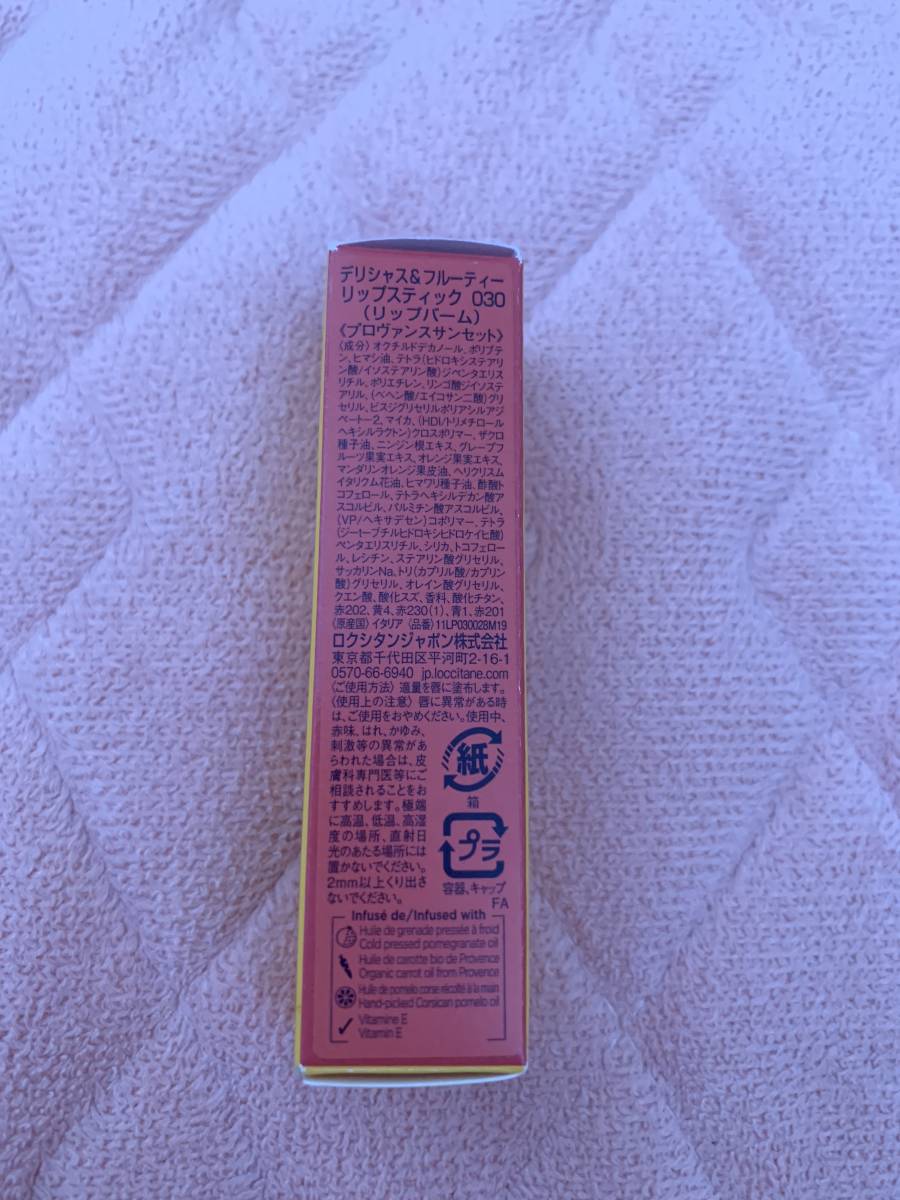 デリシャス&フルーティー
リップスティック 030
(リップバーム)
《プロヴァンスサンセット》
〈成分〉オクチルドデカノール、ポリブテ
ン、ヒマシ油、テトラ(ヒドロキシステアリ
ン酸/イソステアリン酸)ジペンタエリス
リチル、ポリエチレン、リンゴ酸ジイソステ
アリル、(ベヘン酸/エイコサン二酸)グリ
セリル、ビスジグリセリルポリアシルアジ
ペート-2、マイカ、(HDI/トリメチロール
ヘキシルラクトン)クロスポリマー、ザクロ
種子油、ニンジン根エキス、グレープフ
ルーツ果実エキス、オレンジ果実エキス、
マンダリンオレンジ果皮油、ヘリクリスム
イタリクム花油、ヒマワリ種子油、酢酸ト
コフェロール、テトラヘキシルデカン酸ア
スコルビル、パルミチン酸アスコルビル、
(VP/ヘキサデセン)コポリマー、テトラ
(ジ-t-ブチルヒドロキシヒドロケイヒ酸)
ペンタエリスリチル、シリカ、トコフェロー
ル、レシチン、ステアリン酸グリセリル、
サッカリンNa、トリ(カプリル酸/カプリン
酸)グリセリル、オレイン酸グリセリル、
クエン酸、酸化スズ、香料、酸化チタン、
赤202、黄4、赤230(1)、青1、赤201
〈原産国〉イタリア 〈品番〉11LP030028M19
ロクシタンジャポン株式会社
東京都千代田区平河町2-16-1
0570-66-6940 jp.loccitane.com
〈ご使用方法〉適量を唇に塗布します。
〈使用上の注意〉唇に異常がある時
は、ご使用をおやめください。使用中、
赤味、はれ、かゆみ、
刺激等の異常があ
らわれた場合は、皮
膚科専門医等にご
相談されることをお
すすめします。極端
に高温、低温、高湿
度の場所、直射日
光のあたる場所には
置かないでください。
2mm以上くり出さ
ないでください。
紙
箱
プラ
容器、キャップ
FA
Infusé de/Infused with
Huile de grenade pressée à froid
Cold pressed pomegranate oil
Huile de carotte bio de Provence
Organic carrot oil from Provence
Huile de pomelo corse récolté à la main
Hand-picked Corsican pomelo oil
Vitamine E
Vitamin E